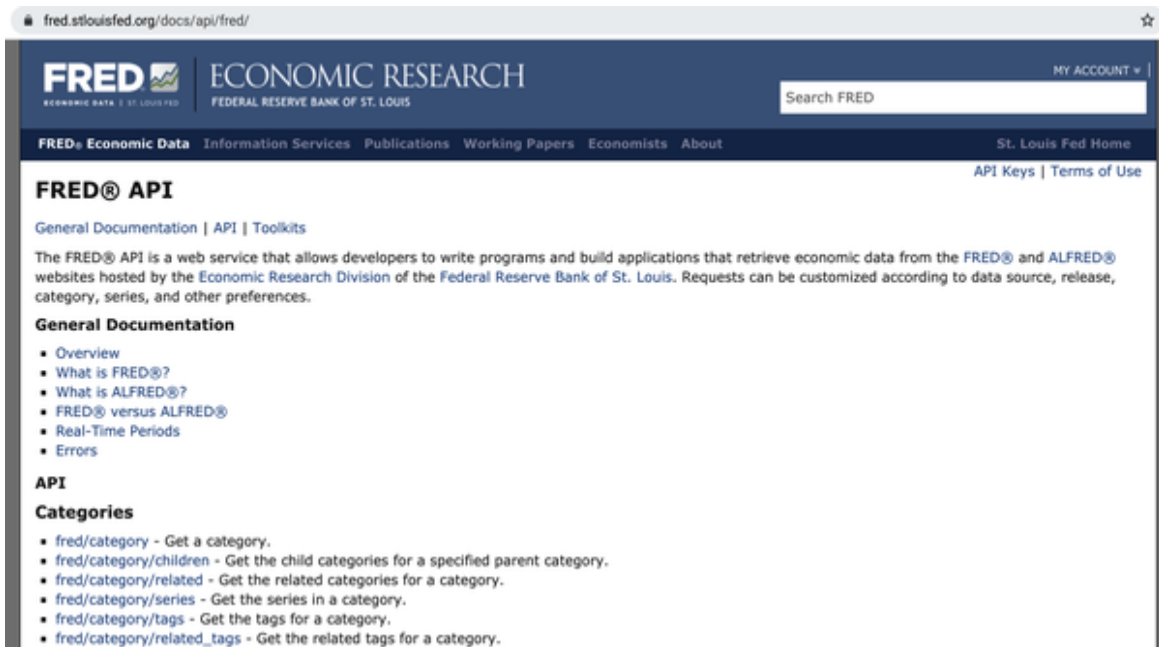 fred.stlouisfed.org/docs/api/fred/
FRED
ECONOMIC DATA | ST. LOUIS FED
ECONOMIC RESEARCH
FEDERAL RESERVE BANK OF ST. LOUIS
MY ACCOUNT
Search FRED
FRED® Economic Data Information Services Publications Working Papers Economists About St. Louis Fed Home
API Keys | Terms of Use
FRED® API
General Documentation | API | Toolkits
The FRED® API is a web service that allows developers to write programs and build applications that retrieve economic data from the FRED® and ALFRED®
websites hosted by the Economic Research Division of the Federal Reserve Bank of St. Louis. Requests can be customized according to data source, release,
category, series, and other preferences.
General Documentation
▪ Overview
▪ What is FRED®?
▪ What is ALFRED®?
▪ FRED® versus ALFRED®
▪ Real-Time Periods
▪ Errors
API
Categories
▪ fred/category - Get a category.
▪ fred/category/children - Get the child categories for a specified parent category.
▪ fred/category/related - Get the related categories for a category.
▪ fred/category/series - Get the series in a category.
▪ fred/category/tags - Get the tags for a category.
▪ fred/category/related_tags - Get the related tags for a category.